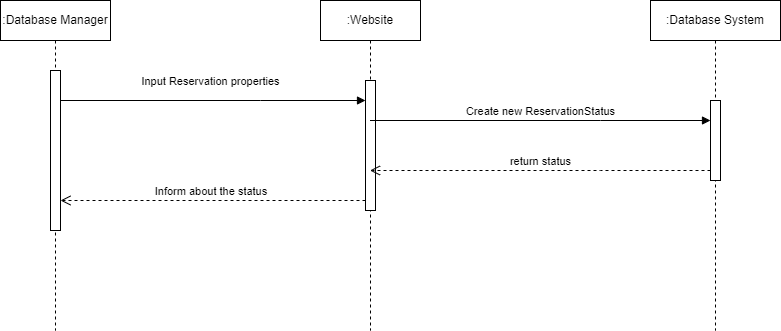 :Database Manager
:Website
:Database System
Input Reservation properties
Create new ReservationStatus
return status
Inform about the status